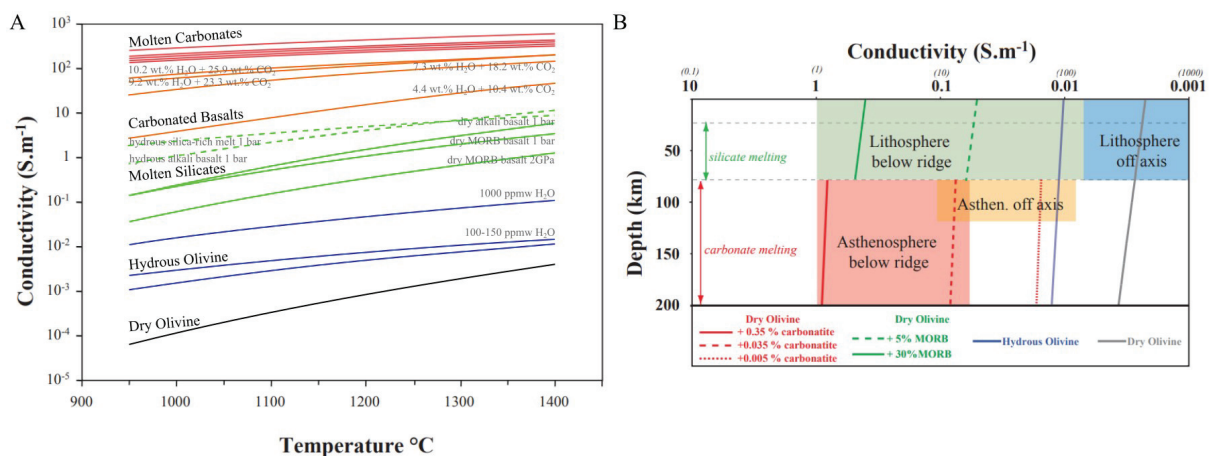 A
10³
10²
10
1
10⁻¹
10⁻²
10⁻³
10⁻⁴
10⁻⁵
Conductivity (S.m⁻¹)
Molten Carbonates
10.2 wt.% H₂O + 25.9 wt.% CO₂
9.2 wt.% H₂O + 23.3 wt.% CO₂
7.3 wt.% H₂O + 18.2 wt.% CO₂
4.4 wt.% H₂O + 10.4 wt.% CO₂
Carbonated Basalts
dry alkali basalt 1 bar
hydrous silica-rich melt 1 bar
dry MORB basalt 1 bar
hydrous alkali basalt 1 bar
dry MORB basalt 2GPa
Molten Silicates
1000 ppmw H₂O
100-150 ppmw H₂O
Hydrous Olivine
Dry Olivine
900 1000 1100 1200 1300 1400
Temperature °C
B
Conductivity (S.m⁻¹)
(0.1) (1) (10) (100) (1000)
10 1 0.1 0.01 0.001
Depth (km)
50
100
150
200
silicate melting
carbonate melting
Lithosphere
below ridge
Lithosphere
off axis
Asthen. off axis
Asthenosphere
below ridge
Dry Olivine
+ 0.35 % carbonatite
+0.035 % carbonatite
+0.005 % carbonatite
Dry Olivine
+ 5% MORB
+ 30%MORB
Hydrous Olivine
Dry Olivine